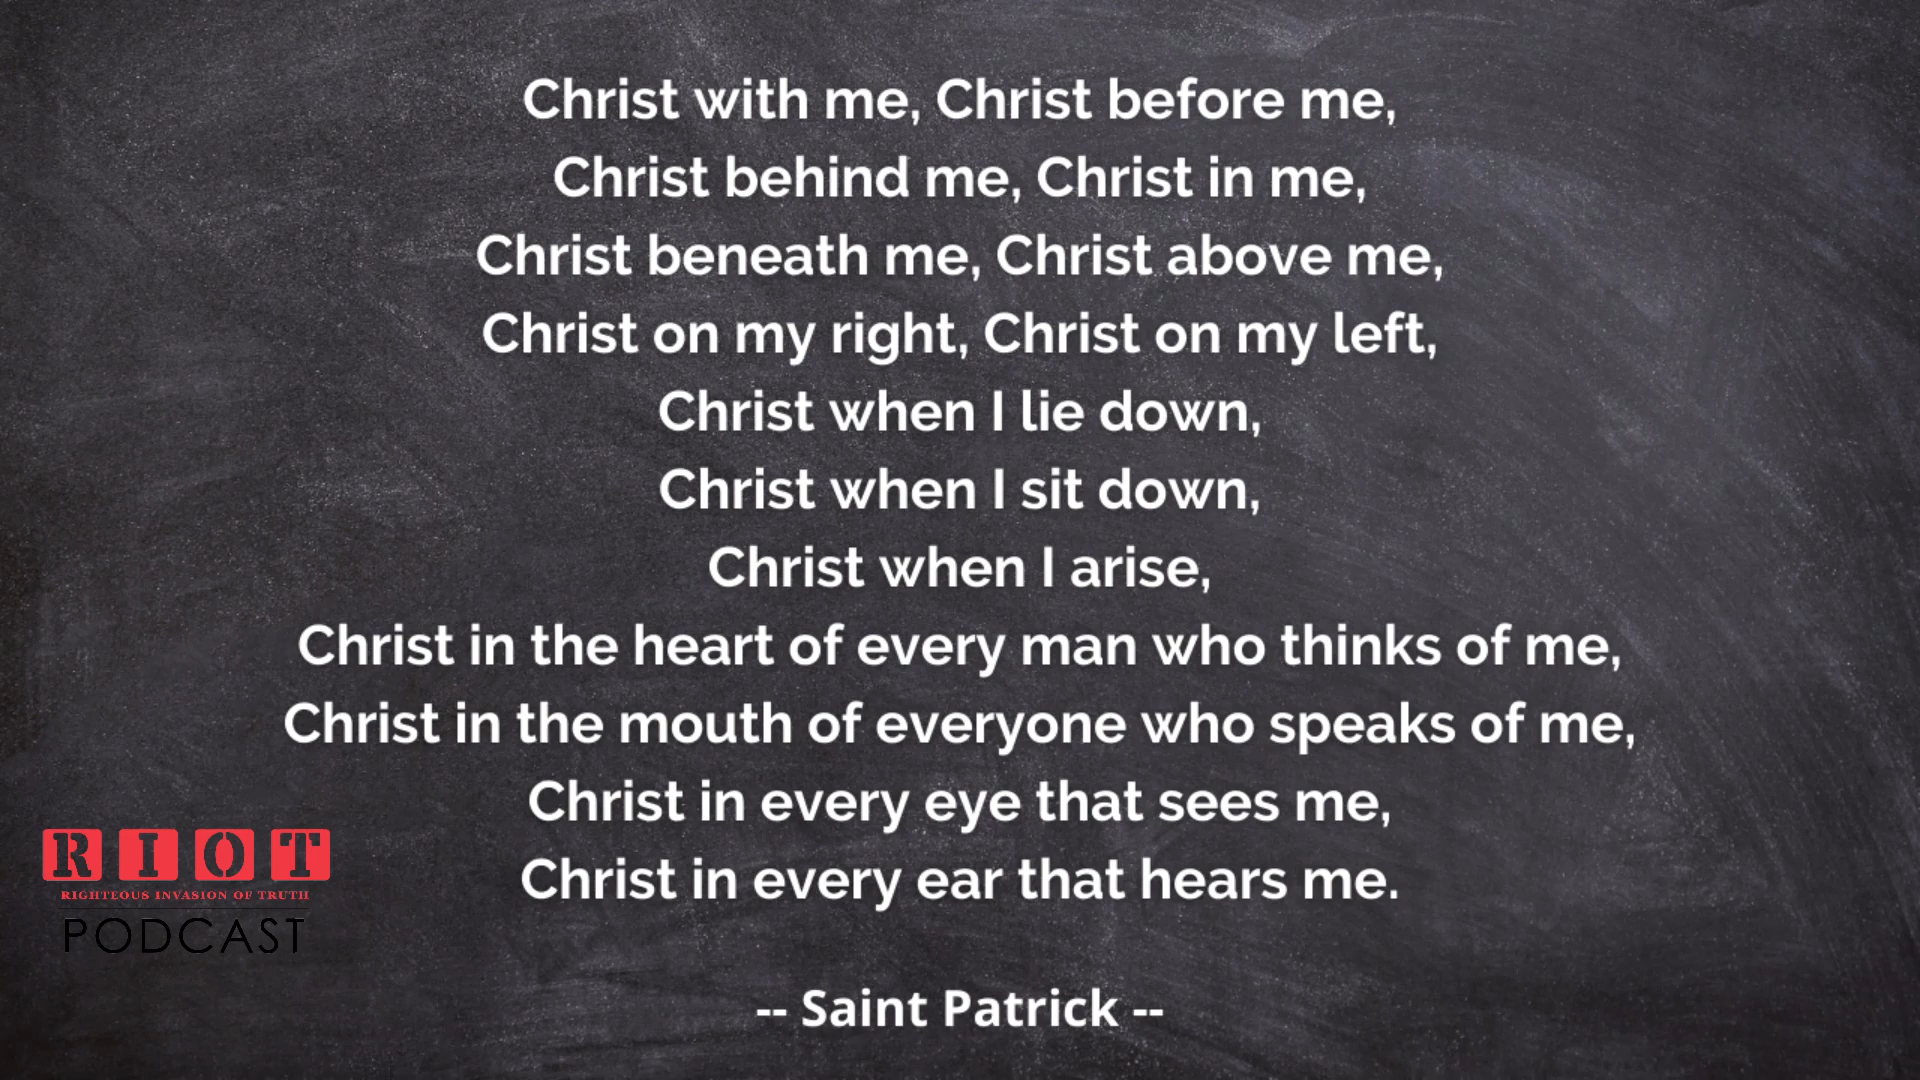 Christ with me, Christ before me,
Christ behind me, Christ in me,
Christ beneath me, Christ above me,
Christ on my right, Christ on my left,
Christ when I lie down,
Christ when I sit down,
Christ when I arise,
Christ in the heart of every man who thinks of me,
Christ in the mouth of everyone who speaks of me,
Christ in every eye that sees me,
Christ in every ear that hears me.
-- Saint Patrick --
RIOT
RIGHTEOUS INVASION OF TRUTH
PODCAST